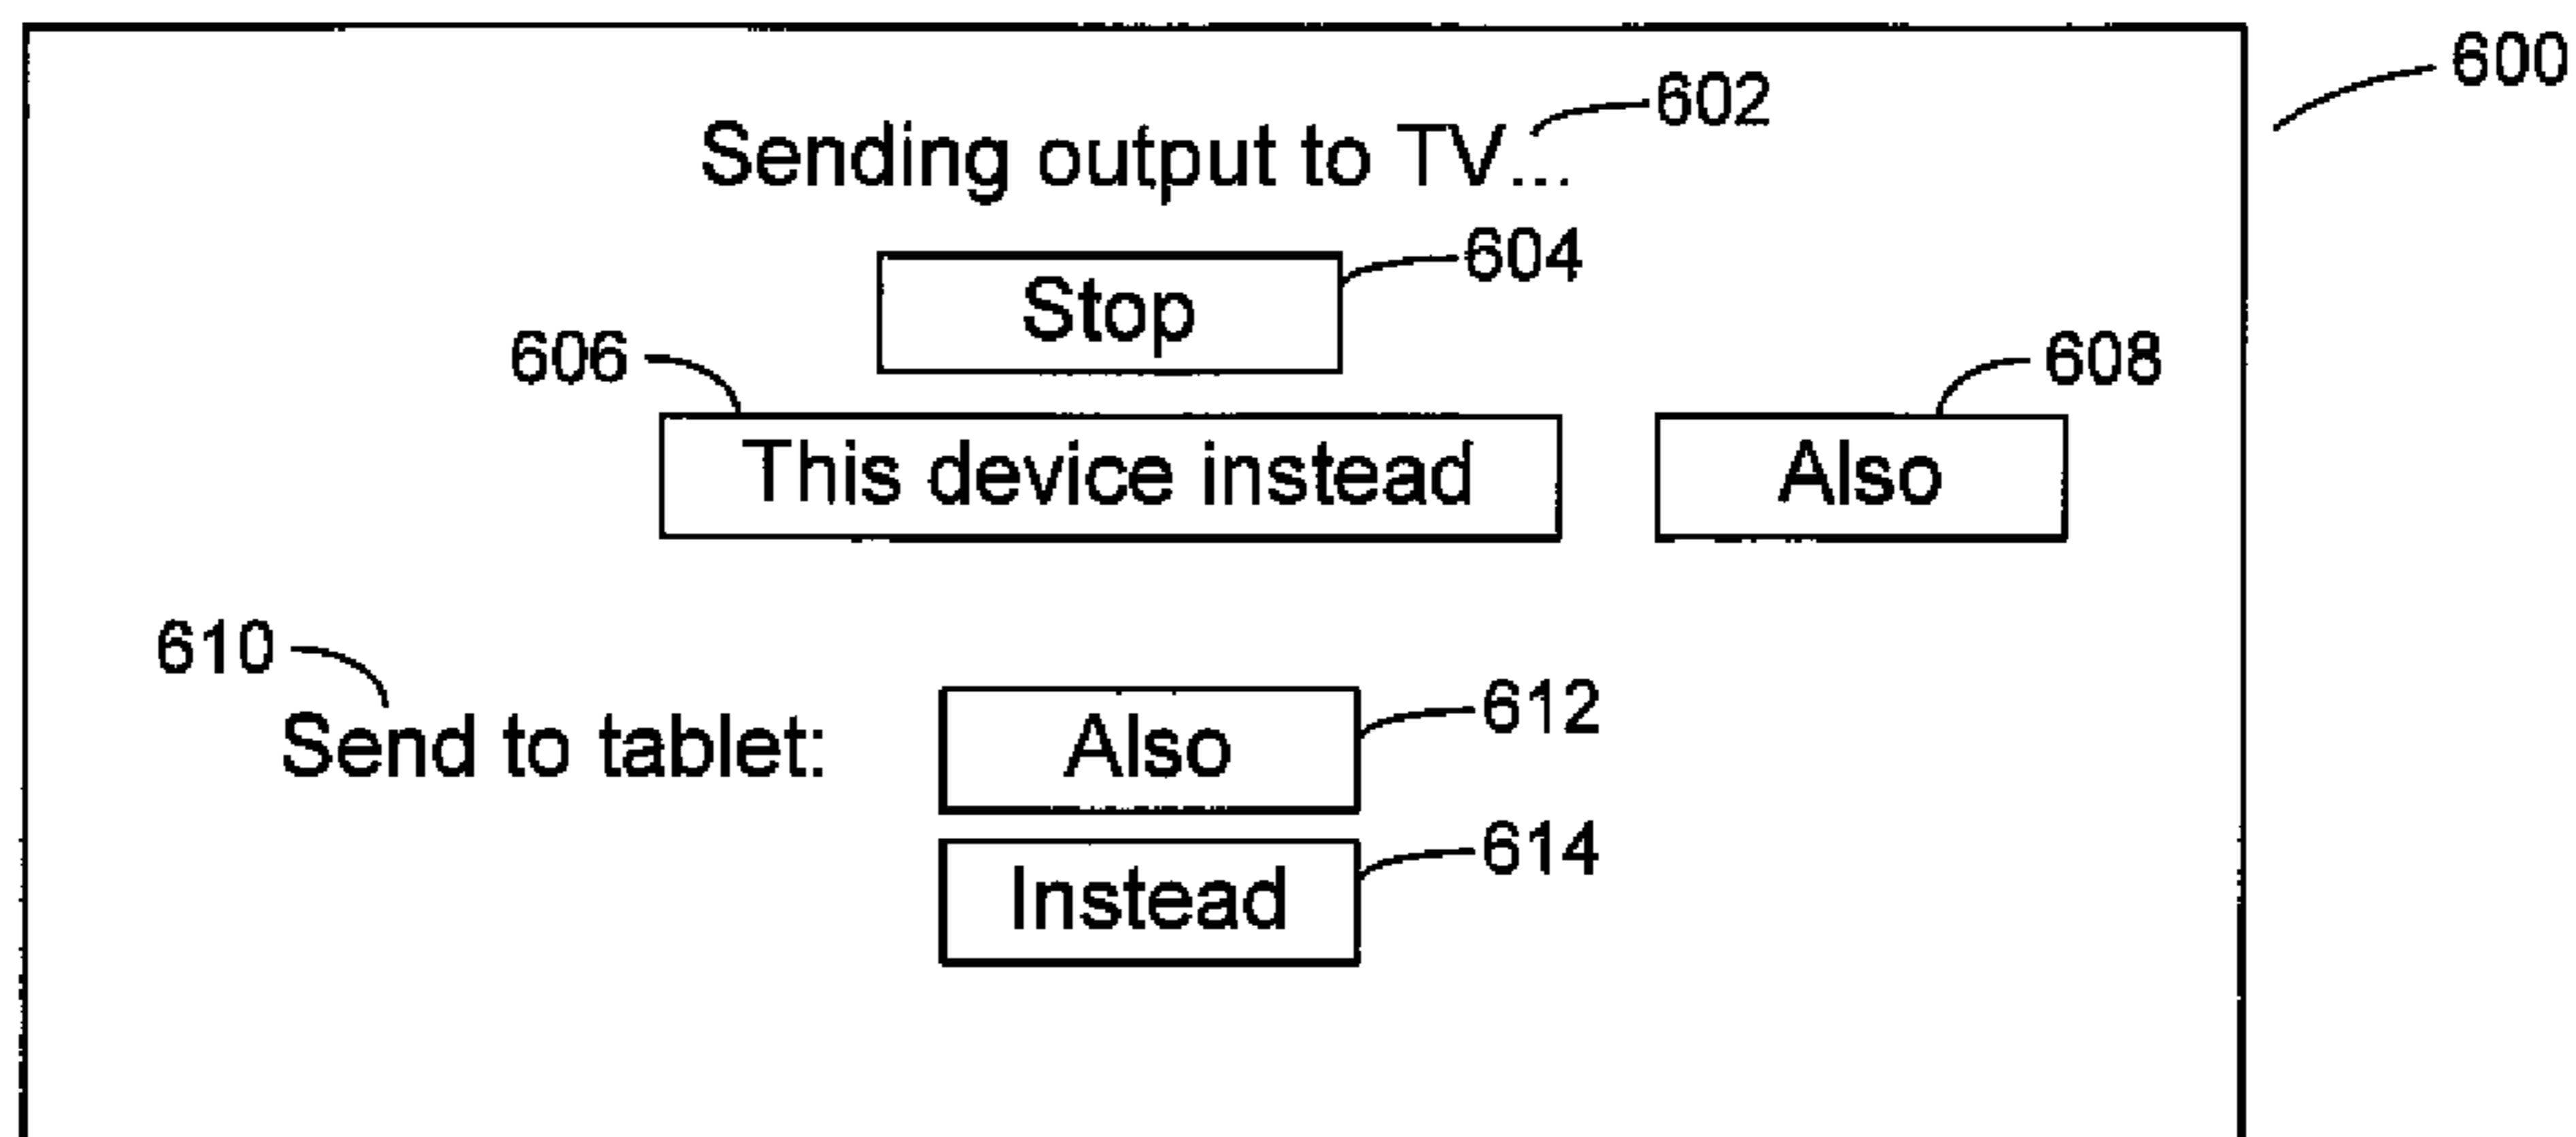 600
602
Sending output to TV...
604
Stop
606
608
This device instead
Also
610
612
Send to tablet:
Also
614
Instead